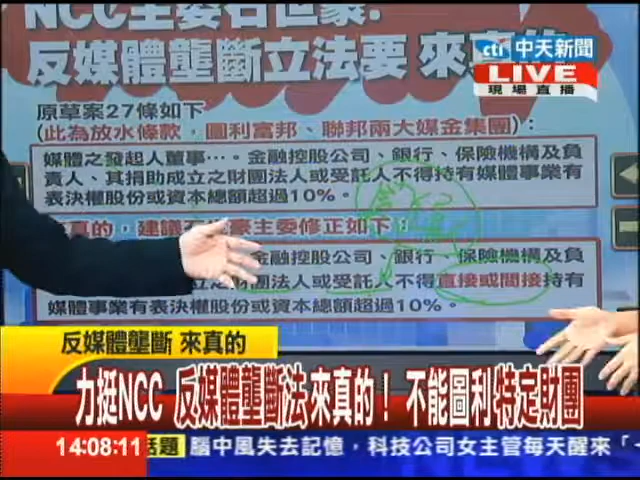 NCC主委石世豪:
反媒體壟斷立法要 來真的
cti 中天新聞
LIVE
現場直播
原草案27條如下
(此為放水條款，圖利富邦、聯邦兩大媒金集團)：
媒體之發起人董事…。金融控股公司、銀行、保險機構及負
責人、其捐助成立之財團法人或受託人不得持有媒體事業有
表決權股份或資本總額超過10%。
真的，建議 主委修正如下：
金融控股公司、銀行、保險機構及負
立之財團法人或受託人不得直接或間接持有
媒體事業有表決權股份或資本總額超過10%。
反媒體壟斷 來真的
力挺NCC 反媒體壟斷法來真的！ 不能圖利特定財團
14:08:11 話題 腦中風失去記憶，科技公司女主管每天醒來「